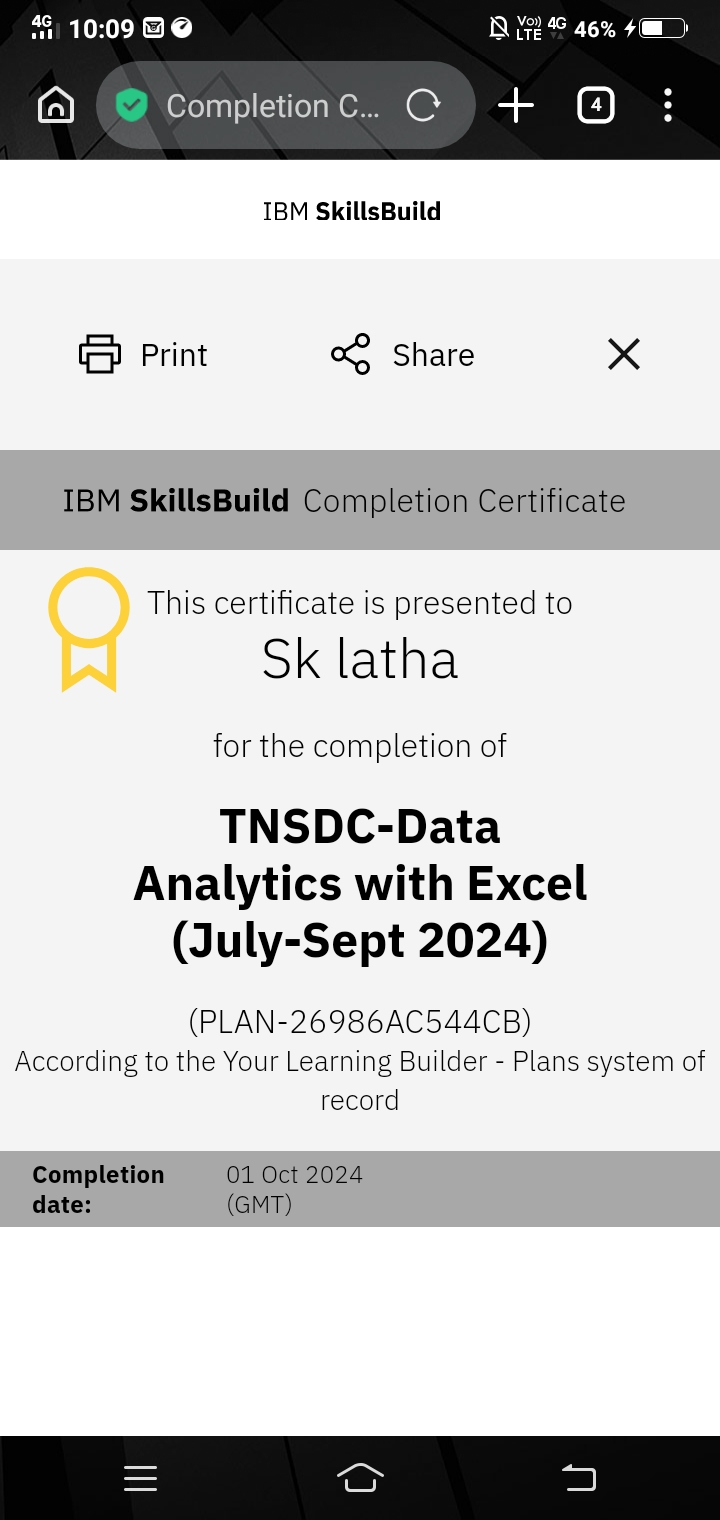 4G 10:09 Vo)) LTE 4G 46%
Completion C... 4
IBM SkillsBuild
Print Share
IBM SkillsBuild Completion Certificate
This certificate is presented to
Sk latha
for the completion of
TNSDC-Data
Analytics with Excel
(July-Sept 2024)
(PLAN-26986AC544CB)
According to the Your Learning Builder - Plans system of
record
Completion 01 Oct 2024
date: (GMT)